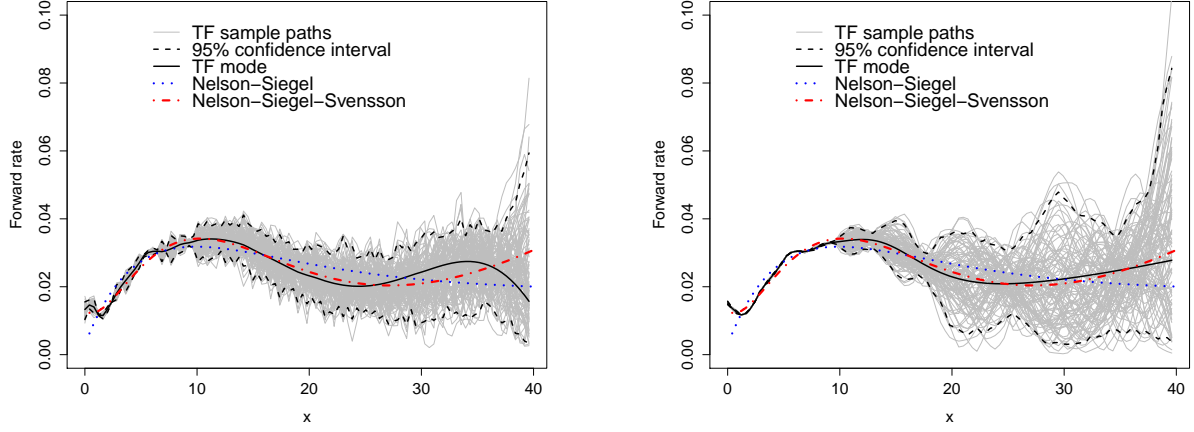 TF sample paths
95% confidence interval
TF mode
Nelson−Siegel
Nelson−Siegel−Svensson
Forward rate
0.00
0.02
0.04
0.06
0.08
0.10
0
10
20
30
40
x
TF sample paths
95% confidence interval
TF mode
Nelson−Siegel
Nelson−Siegel−Svensson
Forward rate
0.00
0.02
0.04
0.06
0.08
0.10
0
10
20
30
40
x